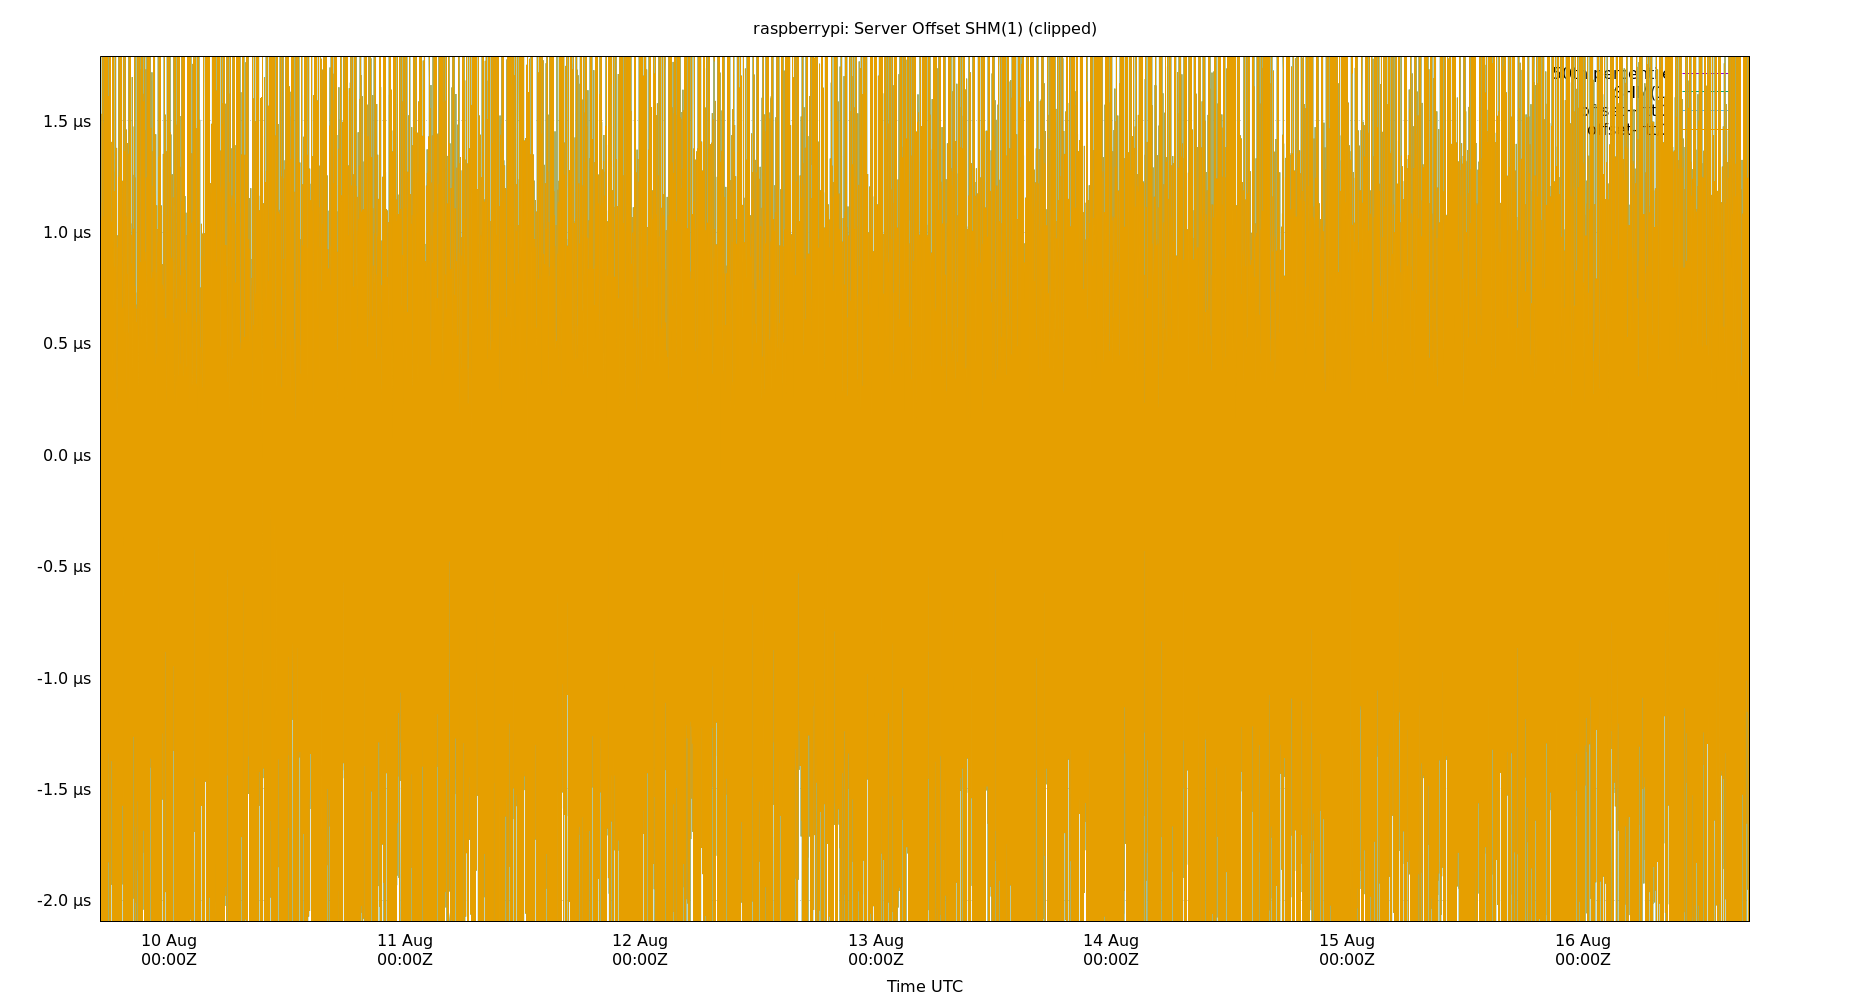 raspberrypi: Server Offset SHM(1) (clipped)
50th percentile
1.5 µs
1.0 µs
0.5 µs
0.0 µs
-0.5 µs
-1.0 µs
-1.5 µs
-2.0 µs
10 Aug 11 Aug 12 Aug 13 Aug 14 Aug 15 Aug 16 Aug
00:00Z 00:00Z 00:00Z 00:00Z 00:00Z 00:00Z 00:00Z
Time UTC